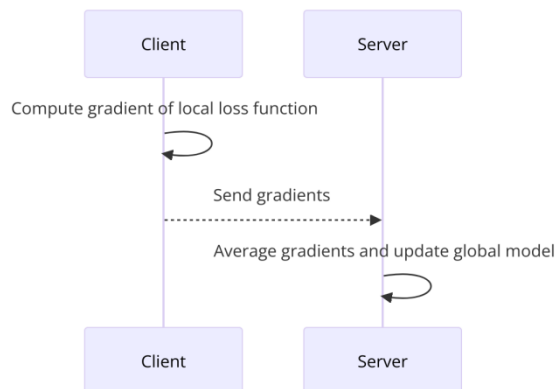 Client
Server
Compute gradient of local loss function
Send gradients
Average gradients and update global model
Client
Server